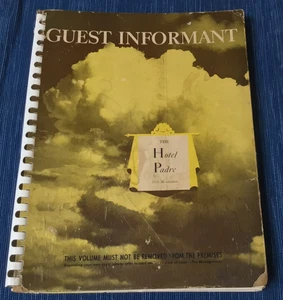 GUEST INFORMANT
THE
Hotel
Padre
THIS VOLUME MUST NOT BE REMOVED FROM THE PREMISES